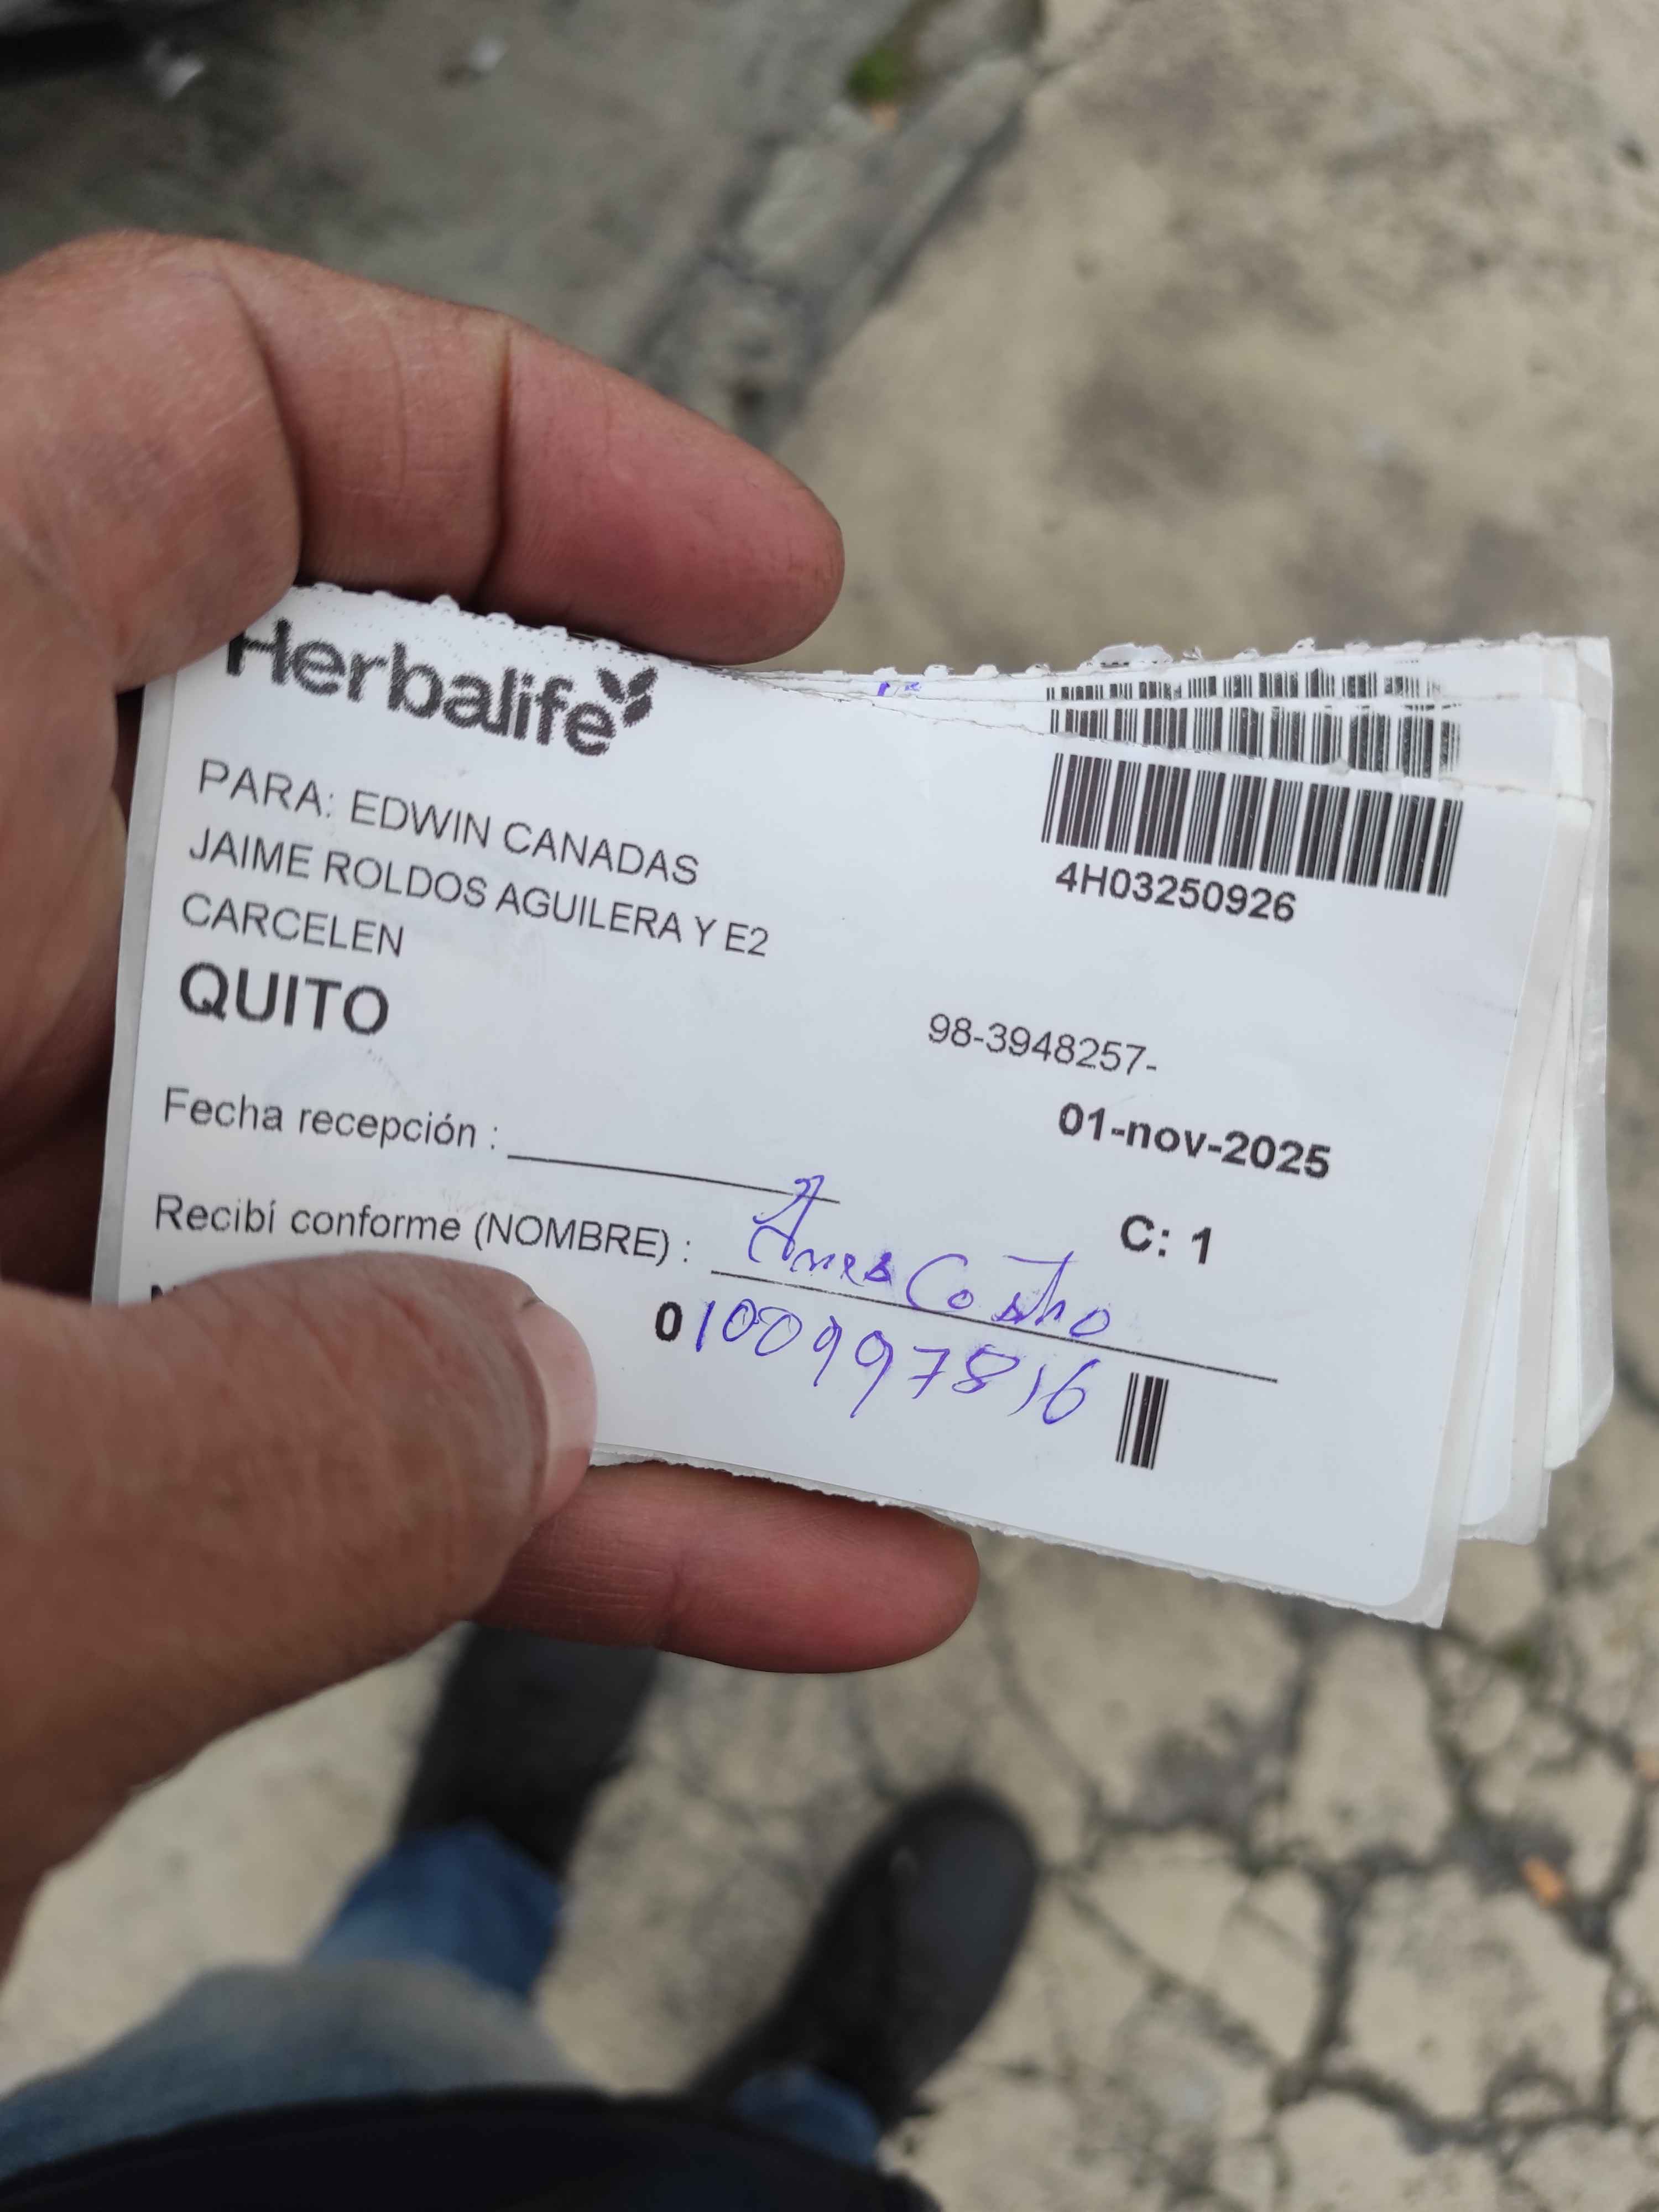 Herbalife
4H03250926
PARA: EDWIN CANADAS
JAIME ROLDOS AGUILERA Y E2
CARCELEN
QUITO
98-3948257-
01-nov-2025
Fecha recepción :
C: 1
Recibí conforme (NOMBRE) :
0100997816